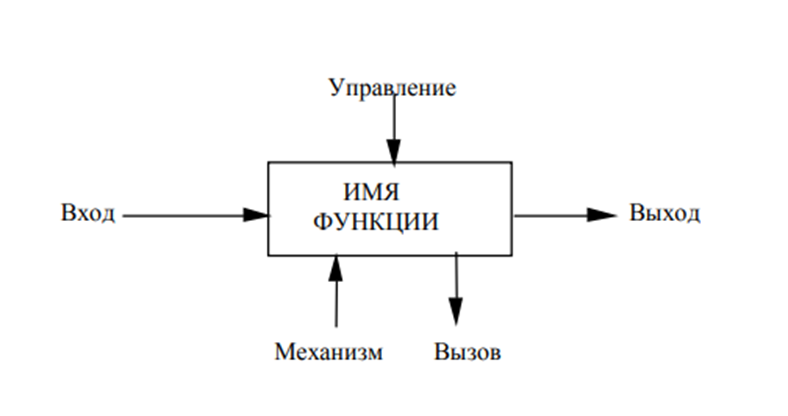 Управление
ИМЯ
ФУНКЦИИ
Вход
Выход
Механизм
Вызов